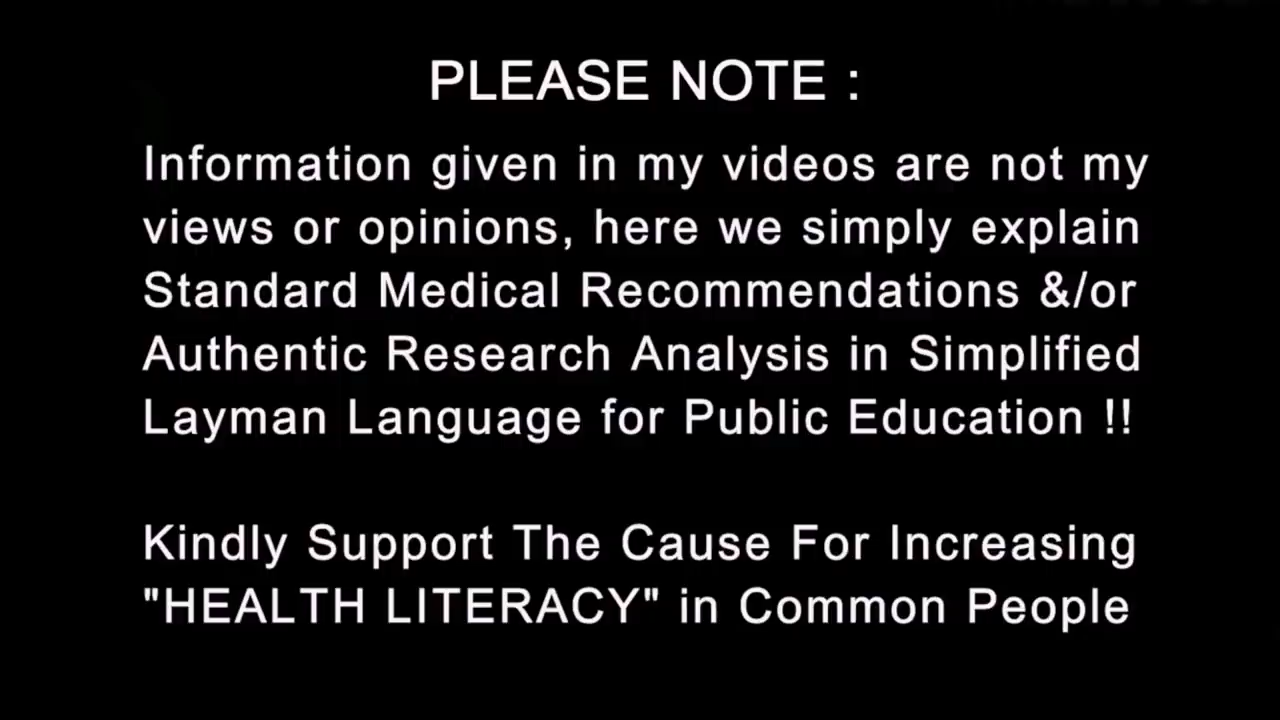 PLEASE NOTE :
Information given in my videos are not my
views or opinions, here we simply explain
Standard Medical Recommendations &/or
Authentic Research Analysis in Simplified
Layman Language for Public Education !!
Kindly Support The Cause For Increasing
"HEALTH LITERACY" in Common People